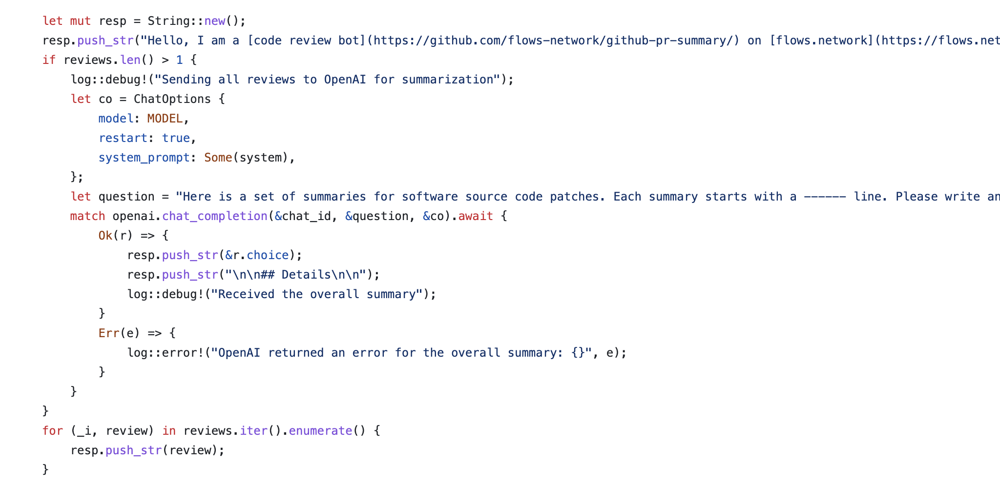 let mut resp = String::new();
resp.push_str("Hello, I am a [code review bot](https://github.com/flows-network/github-pr-summary/) on [flows.network](https://flows.net
if reviews.len() > 1 {
    log::debug!("Sending all reviews to OpenAI for summarization");
    let co = ChatOptions {
        model: MODEL,
        restart: true,
        system_prompt: Some(system),
    };
    let question = "Here is a set of summaries for software source code patches. Each summary starts with a ------ line. Please write an
    match openai.chat_completion(&chat_id, &question, &co).await {
        Ok(r) => {
            resp.push_str(&r.choice);
            resp.push_str("\n\n## Details\n\n");
            log::debug!("Received the overall summary");
        }
        Err(e) => {
            log::error!("OpenAI returned an error for the overall summary: {}", e);
        }
    }
}
for (_i, review) in reviews.iter().enumerate() {
    resp.push_str(review);
}